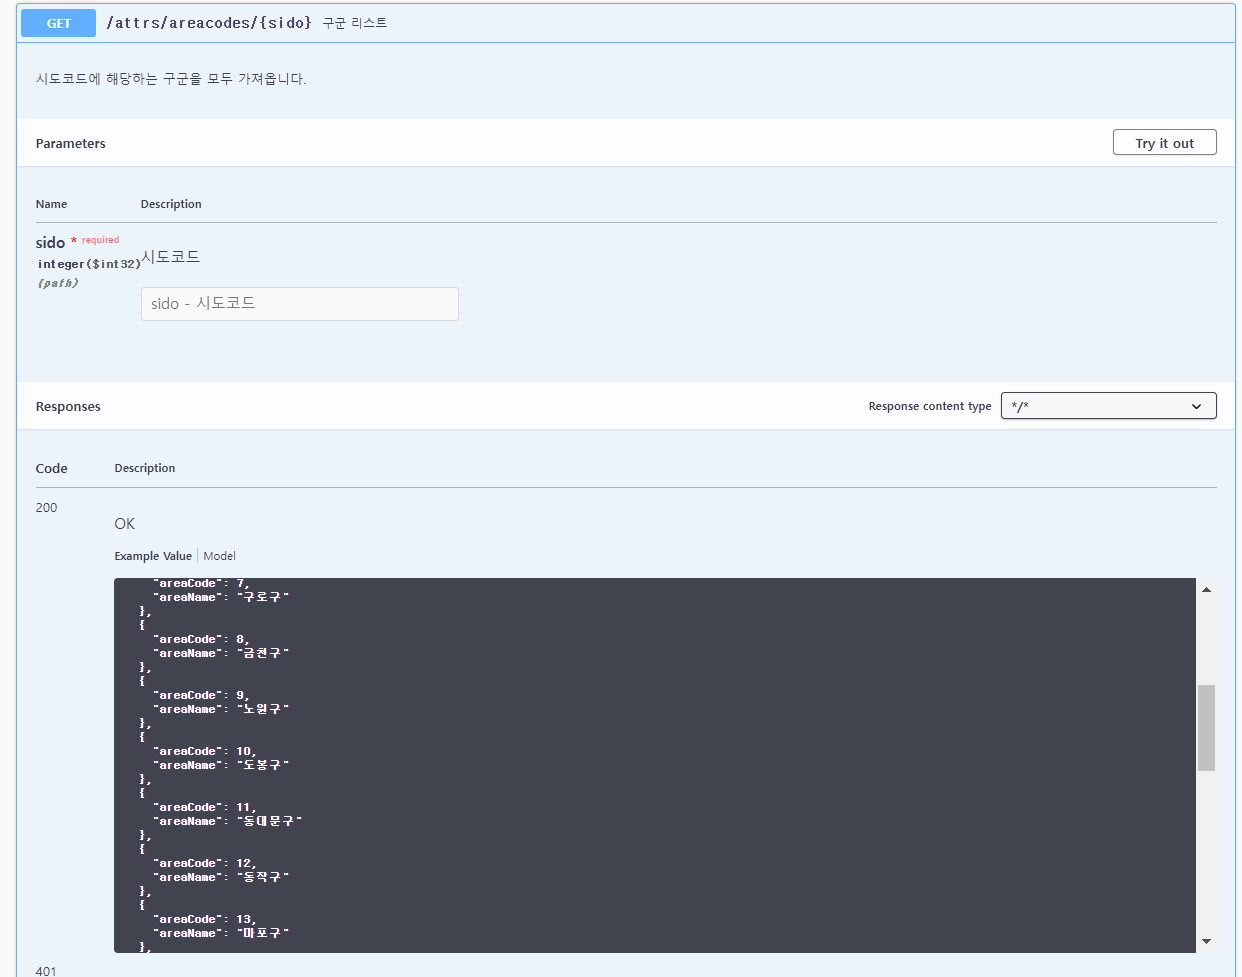 GET /attrs/areacodes/{sido} 구군 리스트
시도코드에 해당하는 구군을 모두 가져옵니다.
Parameters
Try it out
Name Description
sido * required
integer($int32)
(path)
시도코드
sido - 시도코드
Responses
Response content type */*
Code Description
200
OK
Example Value Model
"areaCode": 7,
"areaName": "구로구"
},
{
"areaCode": 8,
"areaName": "금천구"
},
{
"areaCode": 9,
"areaName": "노원구"
},
{
"areaCode": 10,
"areaName": "도봉구"
},
{
"areaCode": 11,
"areaName": "동대문구"
},
{
"areaCode": 12,
"areaName": "동작구"
},
{
"areaCode": 13,
"areaName": "마포구"
},
401